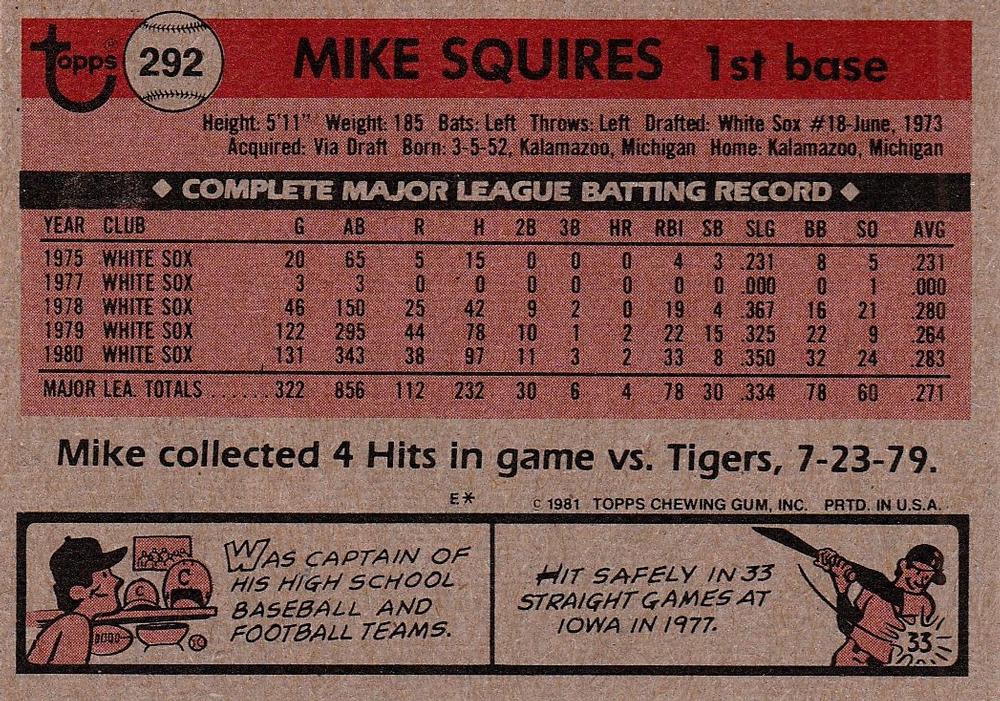 topps® 292 MIKE SQUIRES 1st base
Height: 5'11" Weight: 185 Bats: Left Throws: Left Drafted: White Sox #18-June, 1973
Acquired: Via Draft Born: 3-5-52, Kalamazoo, Michigan Home: Kalamazoo, Michigan
◆ COMPLETE MAJOR LEAGUE BATTING RECORD ◆
YEAR CLUB G AB R H 2B 3B HR RBI SB SLG BB SO AVG
1975 WHITE SOX 20 65 5 15 0 0 0 4 3 .231 8 5 .231
1977 WHITE SOX 3 3 0 0 0 0 0 0 0 .000 0 1 .000
1978 WHITE SOX 46 150 25 42 9 2 0 19 4 .367 16 21 .280
1979 WHITE SOX 122 295 44 78 10 1 2 22 15 .325 22 9 .264
1980 WHITE SOX 131 343 38 97 11 3 2 33 8 .350 32 24 .283
MAJOR LEA. TOTALS ...... 322 856 112 232 30 6 4 78 30 .334 78 60 .271
Mike collected 4 Hits in game vs. Tigers, 7-23-79.
E* © 1981 TOPPS CHEWING GUM, INC. PRTD. IN U.S.A.
C
C
WAS CAPTAIN OF
HIS HIGH SCHOOL
BASEBALL AND
FOOTBALL TEAMS.
HIT SAFELY IN 33
STRAIGHT GAMES AT
IOWA IN 1977.
33